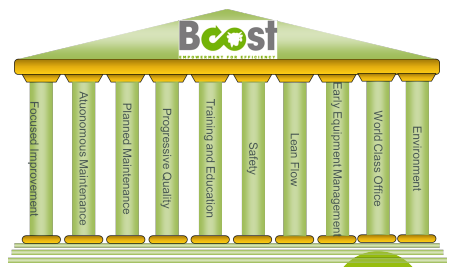 Boost
EMPOWERMENT FOR EFFICIENCY
Focused Improvement
Atuonomous Maintenance
Planned Maintenance
Progressive Quality
Training and Education
Safety
Lean Flow
Early Equipment Management
World Class Office
Environment